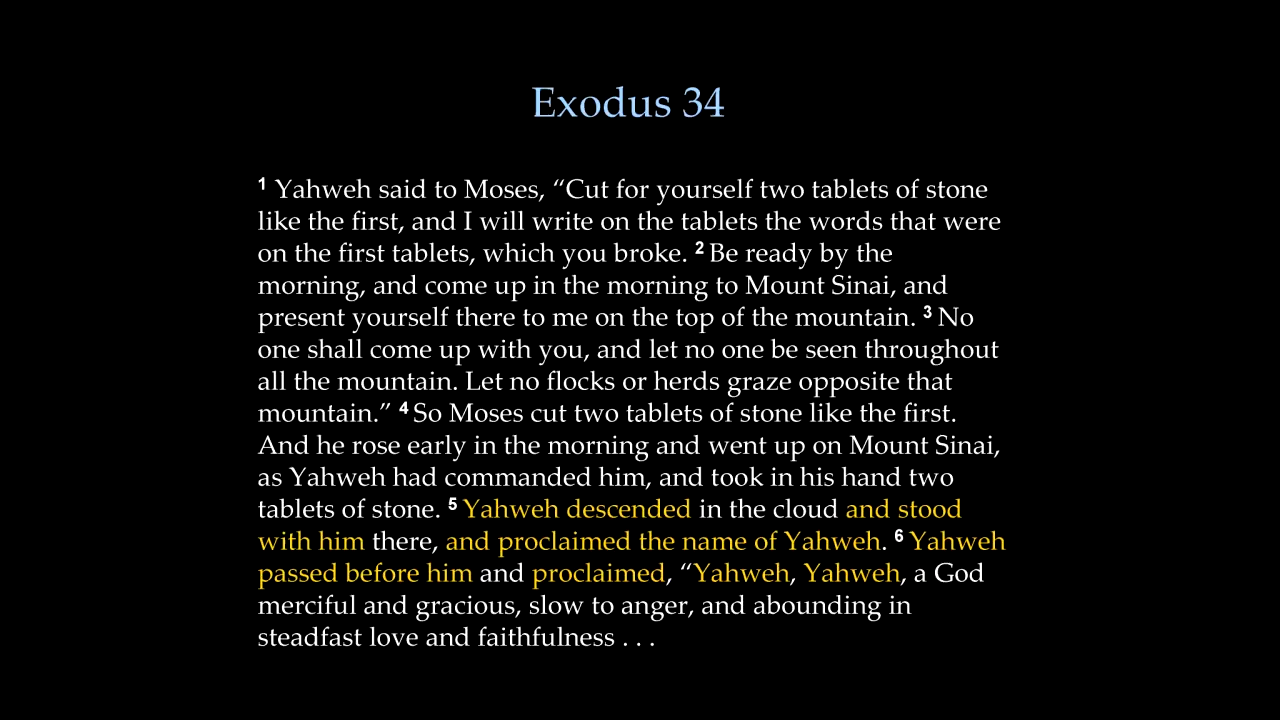 Exodus 34
1 Yahweh said to Moses, “Cut for yourself two tablets of stone
like the first, and I will write on the tablets the words that were
on the first tablets, which you broke. 2 Be ready by the
morning, and come up in the morning to Mount Sinai, and
present yourself there to me on the top of the mountain. 3 No
one shall come up with you, and let no one be seen throughout
all the mountain. Let no flocks or herds graze opposite that
mountain.” 4 So Moses cut two tablets of stone like the first.
And he rose early in the morning and went up on Mount Sinai,
as Yahweh had commanded him, and took in his hand two
tablets of stone. 5 Yahweh descended in the cloud and stood
with him there, and proclaimed the name of Yahweh. 6 Yahweh
passed before him and proclaimed, “Yahweh, Yahweh, a God
merciful and gracious, slow to anger, and abounding in
steadfast love and faithfulness . . .